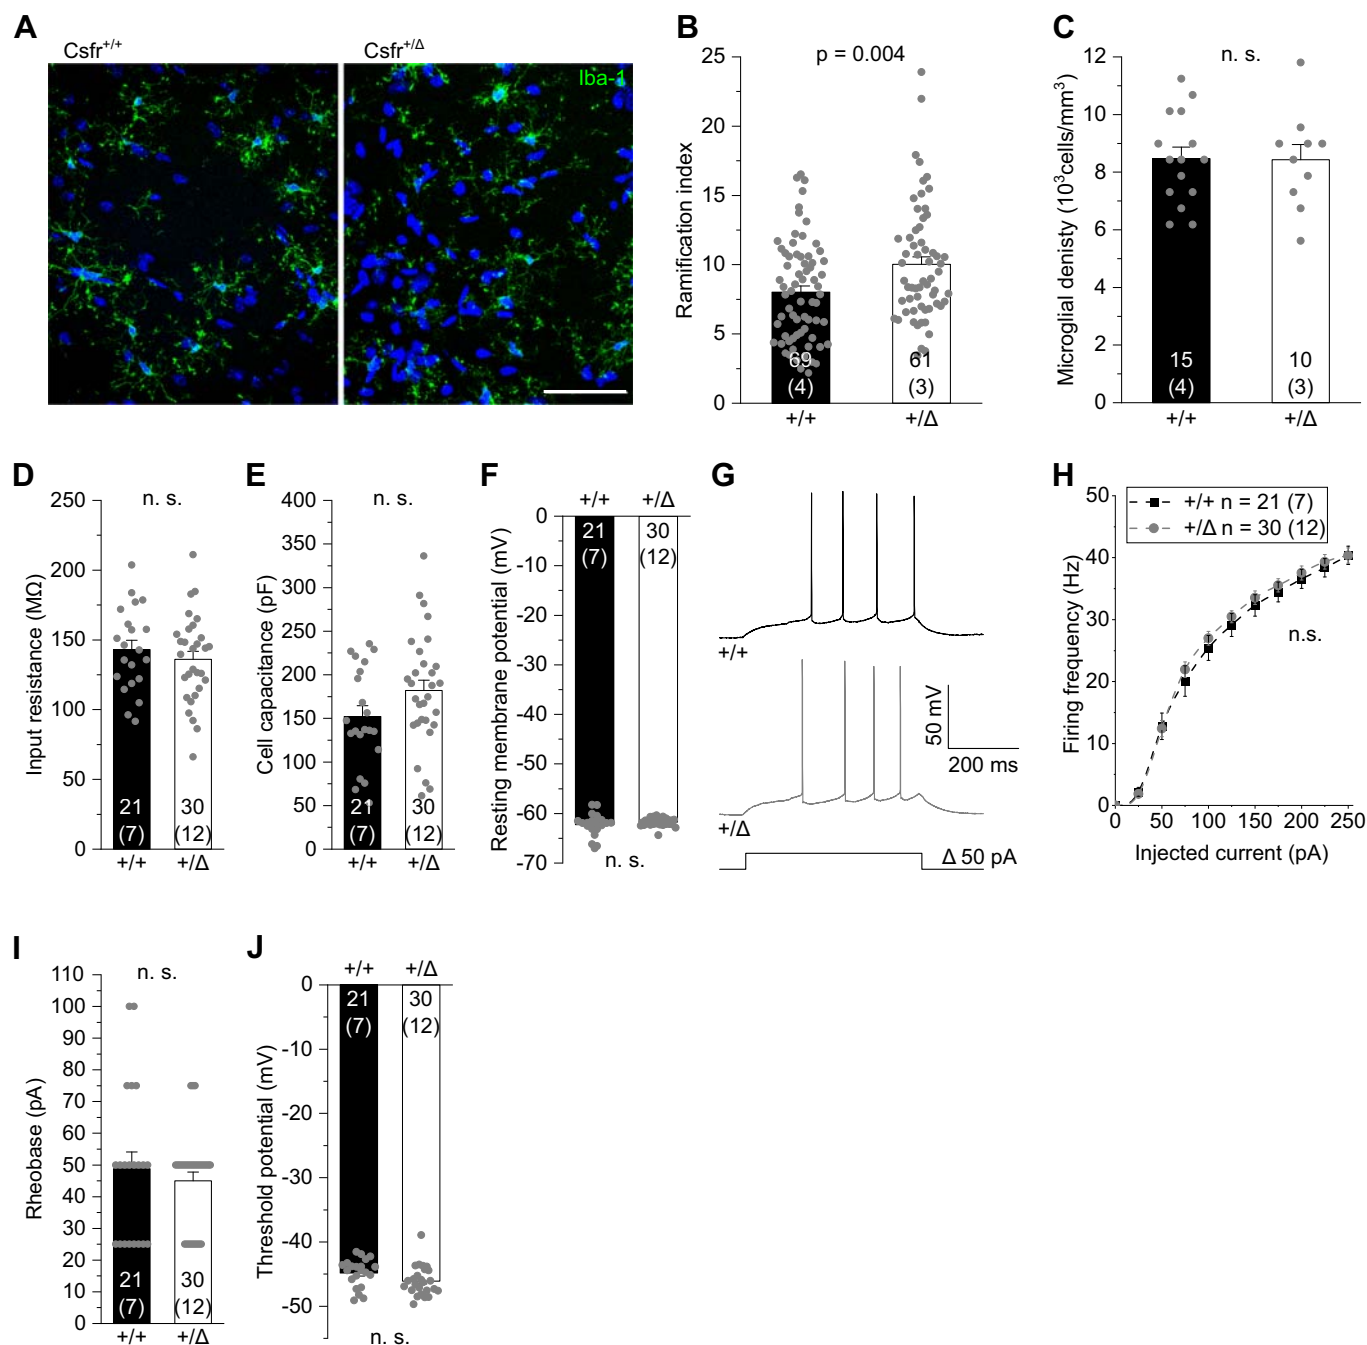 A
Csfr+/+
Csfr+/Δ
Iba-1
B
p = 0.004
Ramification index
25
20
15
10
5
0
69
(4)
61
(3)
+/+
+/Δ
C
n. s.
Microglial denisty (10³cells/mm³)
12
10
8
6
4
2
0
15
(4)
10
(3)
+/+
+/Δ
D
n. s.
Input resistance (MΩ)
250
200
150
100
50
0
21
(7)
30
(12)
+/+
+/Δ
E
n. s.
Cell capacitance (pF)
400
350
300
250
200
150
100
50
0
21
(7)
30
(12)
+/+
+/Δ
F
+/+
+/Δ
Resting membrane potential (mV)
0
-10
-20
-30
-40
-50
-60
-70
21
(7)
30
(12)
n. s.
G
+/+
+/Δ
50 mV
200 ms
Δ 50 pA
H
Firing frequency (Hz)
50
40
30
20
10
0
+/+ n = 21 (7)
+/Δ n = 30 (12)
n.s.
0 50 100 150 200 250
Injected current (pA)
I
n. s.
Rheobase (pA)
110
100
90
80
70
60
50
40
30
20
10
0
21
(7)
30
(12)
+/+
+/Δ
J
+/+
+/Δ
Threshold potential (mV)
0
-10
-20
-30
-40
-50
21
(7)
30
(12)
n. s.